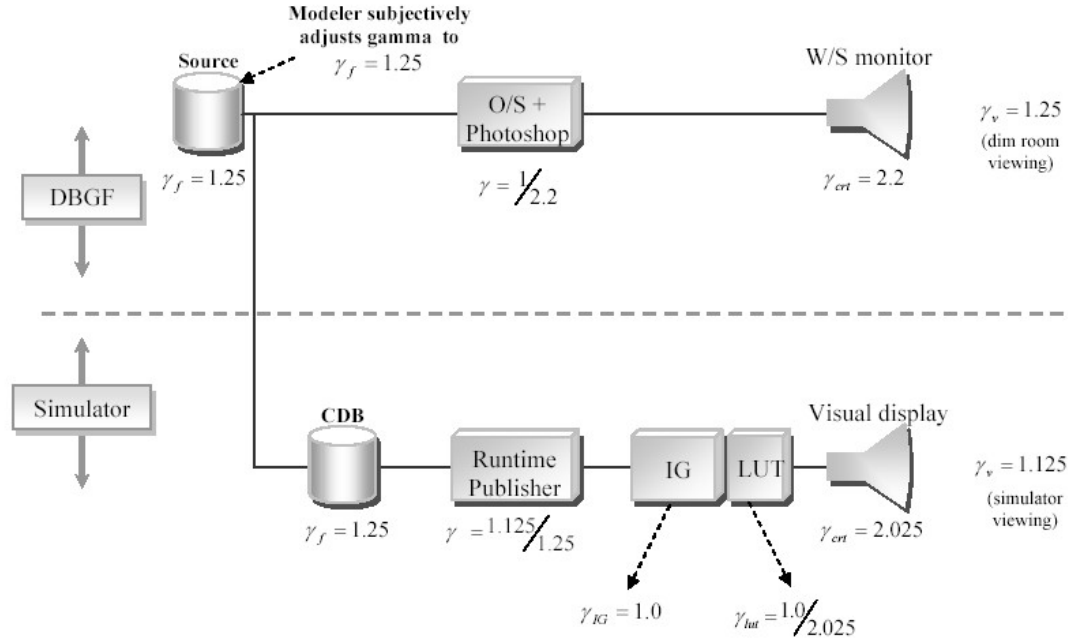 Modeler subjectively
adjusts gamma to
γf = 1.25
Source
γf = 1.25
O/S +
Photoshop
γ = 1/2.2
W/S monitor
γcrt = 2.2
γv = 1.25
(dim room
viewing)
DBGF
Simulator
CDB
γf = 1.25
Runtime
Publisher
γ = 1.125/1.25
IG
LUT
γIG = 1.0
γlut = 1.0/2.025
Visual display
γcrt = 2.025
γv = 1.125
(simulator
viewing)